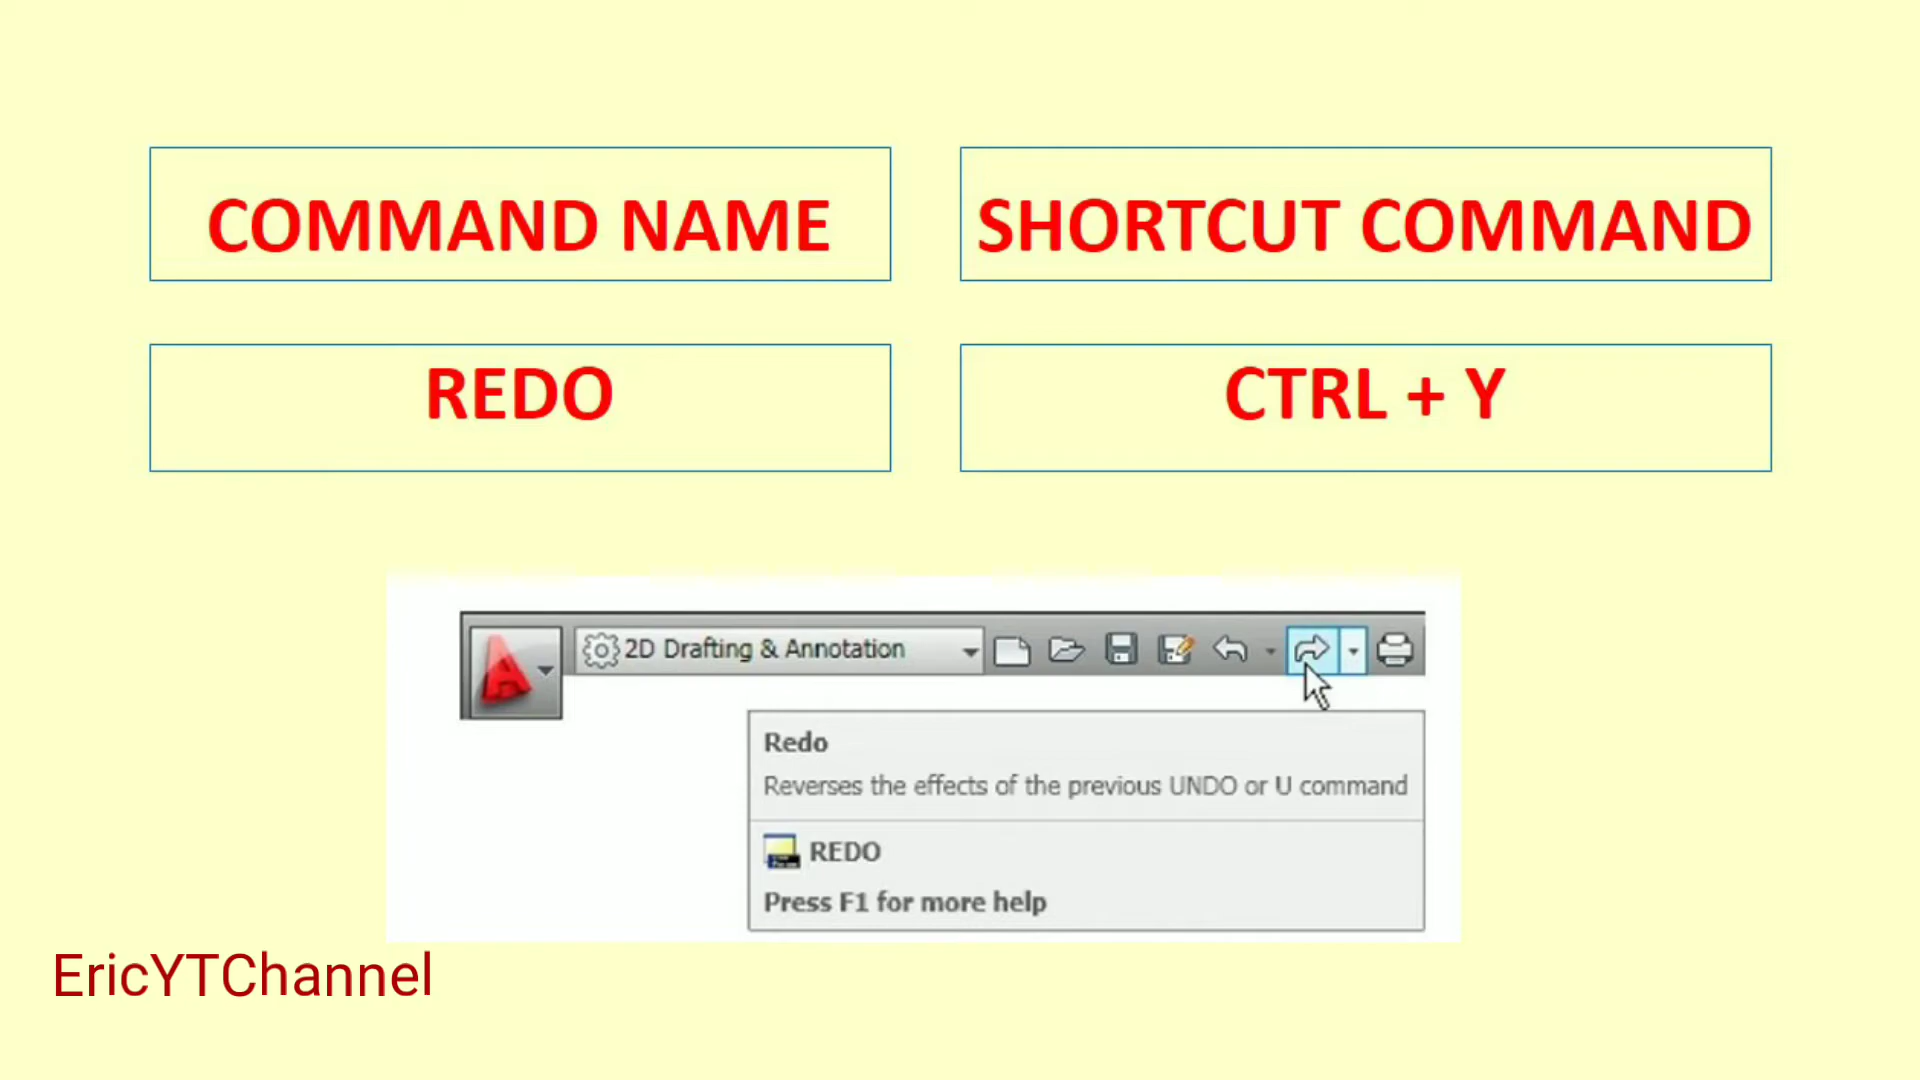 COMMAND NAME
SHORTCUT COMMAND
REDO
CTRL + Y
2D Drafting & Annotation
Redo
Reverses the effects of the previous UNDO or U command
REDO
Press F1 for more help
EricYTChannel